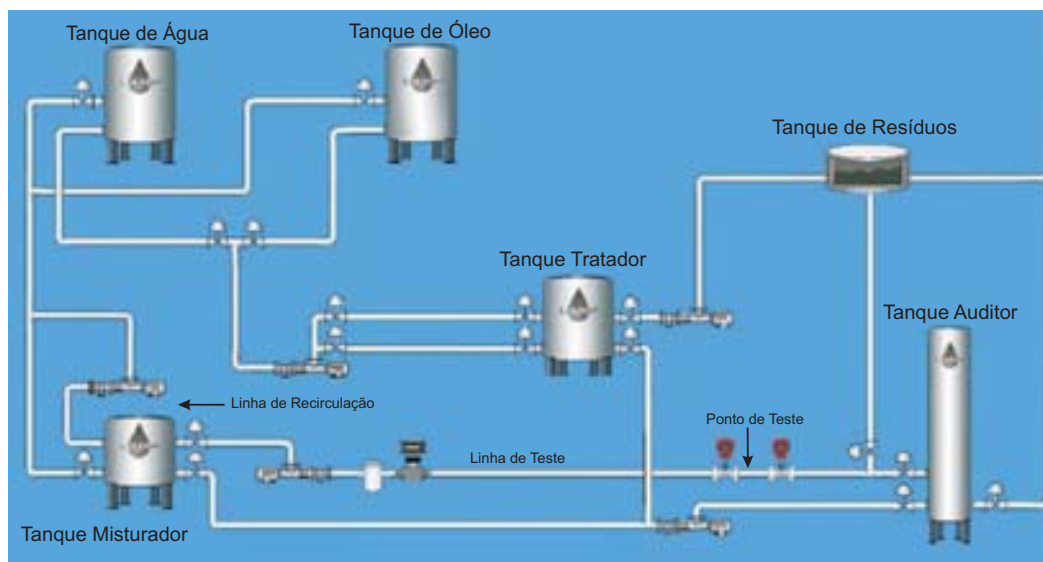 Tanque de Água
Tanque de Óleo
Tanque de Resíduos
Tanque Tratador
Tanque Auditor
Linha de Recirculação
Ponto de Teste
Linha de Teste
Tanque Misturador